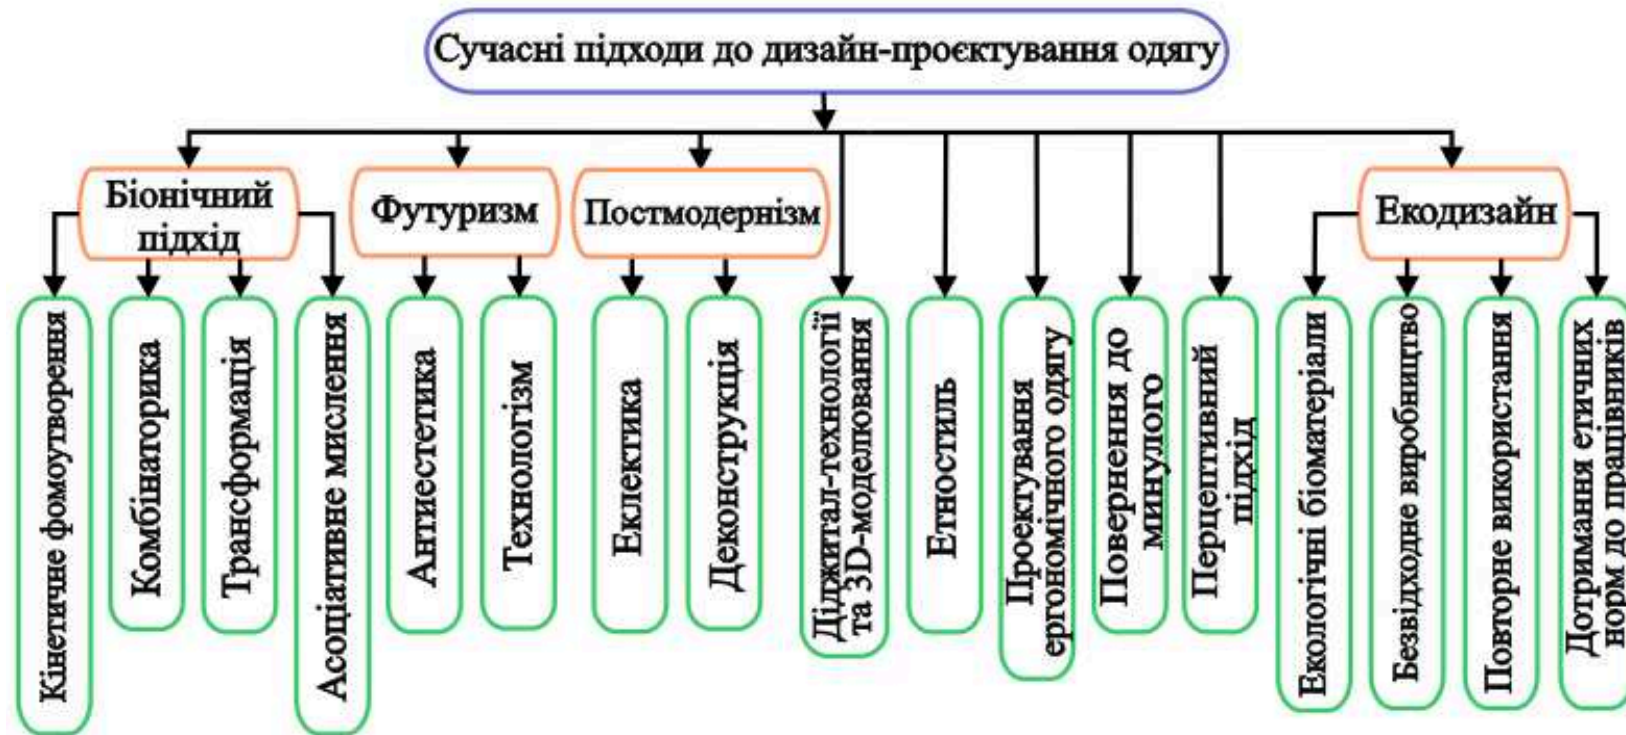 Сучасні підходи до дизайн-проєктування одягу
Біонічний
підхід
Футуризм
Постмодернізм
Екодизайн
Кінетичне фомоутворення
Комбінаторика
Трансформація
Асоціативне мислення
Антиестетика
Технологізм
Еклектика
Деконструкція
Діджитал-технології
та 3D-моделювання
Етностиль
Проектування
ергономічного одягу
Повернення до
минулого
Перцептивний
підхід
Екологічні біоматеріали
Безвідходне виробництво
Повторне використання
Дотримання етичних
норм до працівників